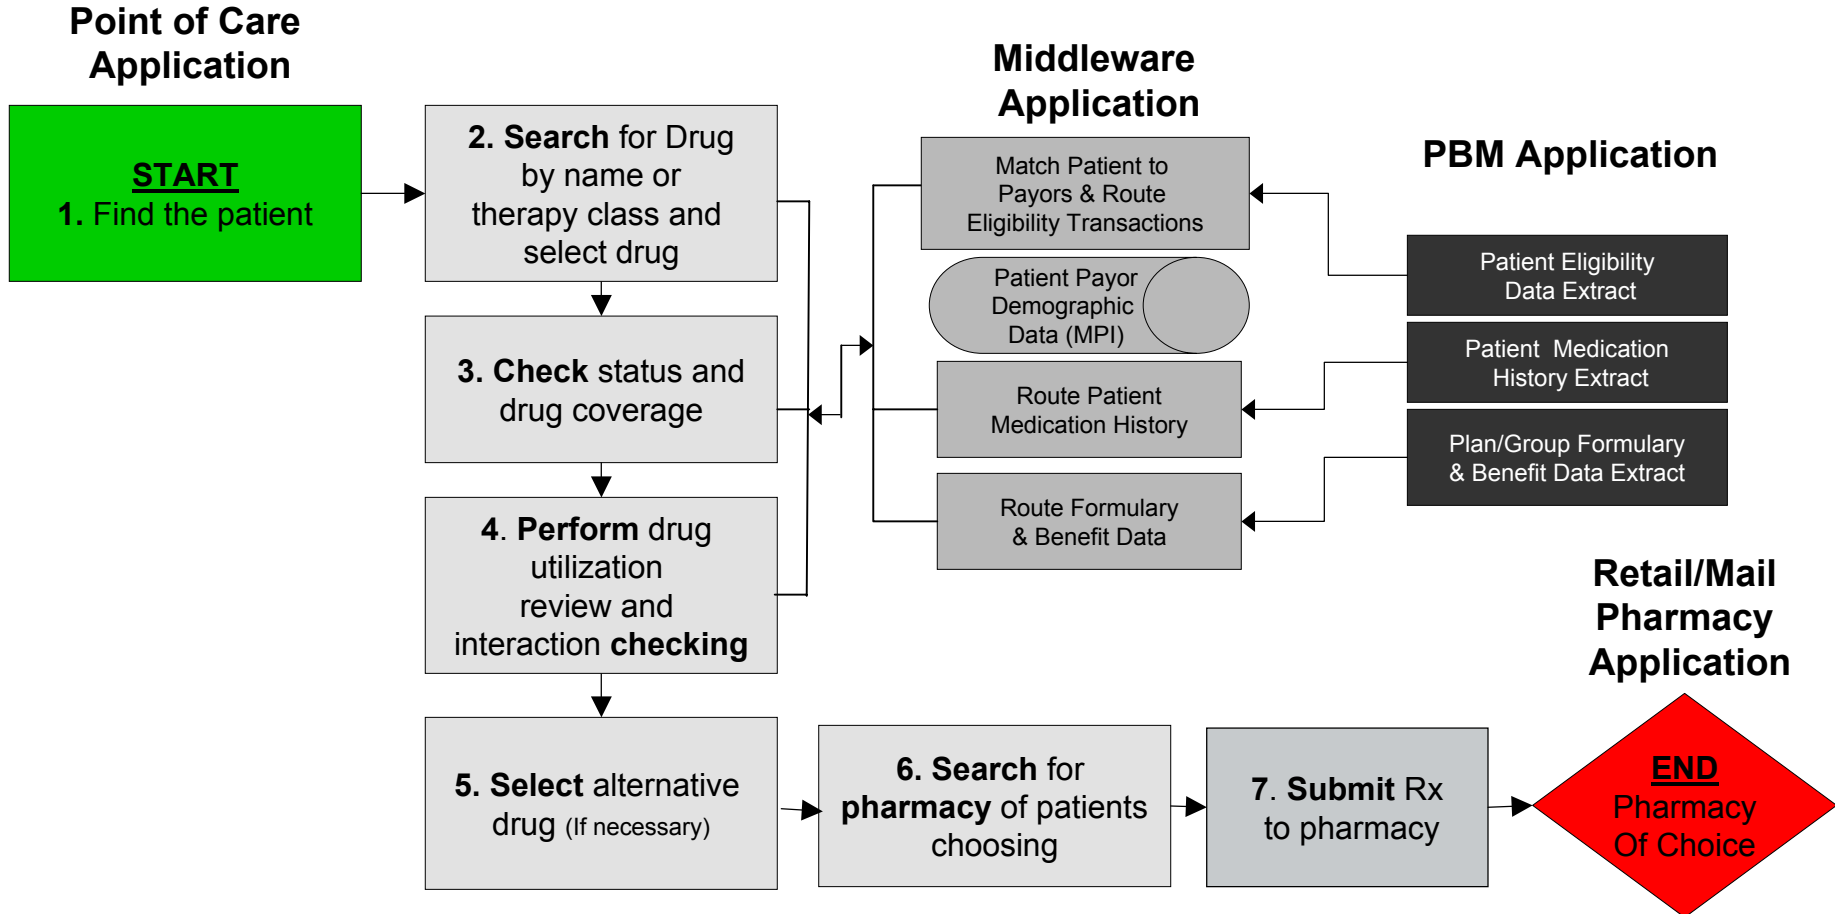 Point of Care
Application
START
1. Find the patient
2. Search for Drug
by name or
therapy class and
select drug
3. Check status and
drug coverage
4. Perform drug
utilization
review and
interaction checking
5. Select alternative
drug (If necessary)
6. Search for
pharmacy of patients
choosing
7. Submit Rx
to pharmacy
Middleware
Application
Match Patient to
Payors & Route
Eligibility Transactions
Patient Payor
Demographic
Data (MPI)
Route Patient
Medication History
Route Formulary
& Benefit Data
PBM Application
Patient Eligibility
Data Extract
Patient Medication
History Extract
Plan/Group Formulary
& Benefit Data Extract
Retail/Mail
Pharmacy
Application
END
Pharmacy
Of Choice